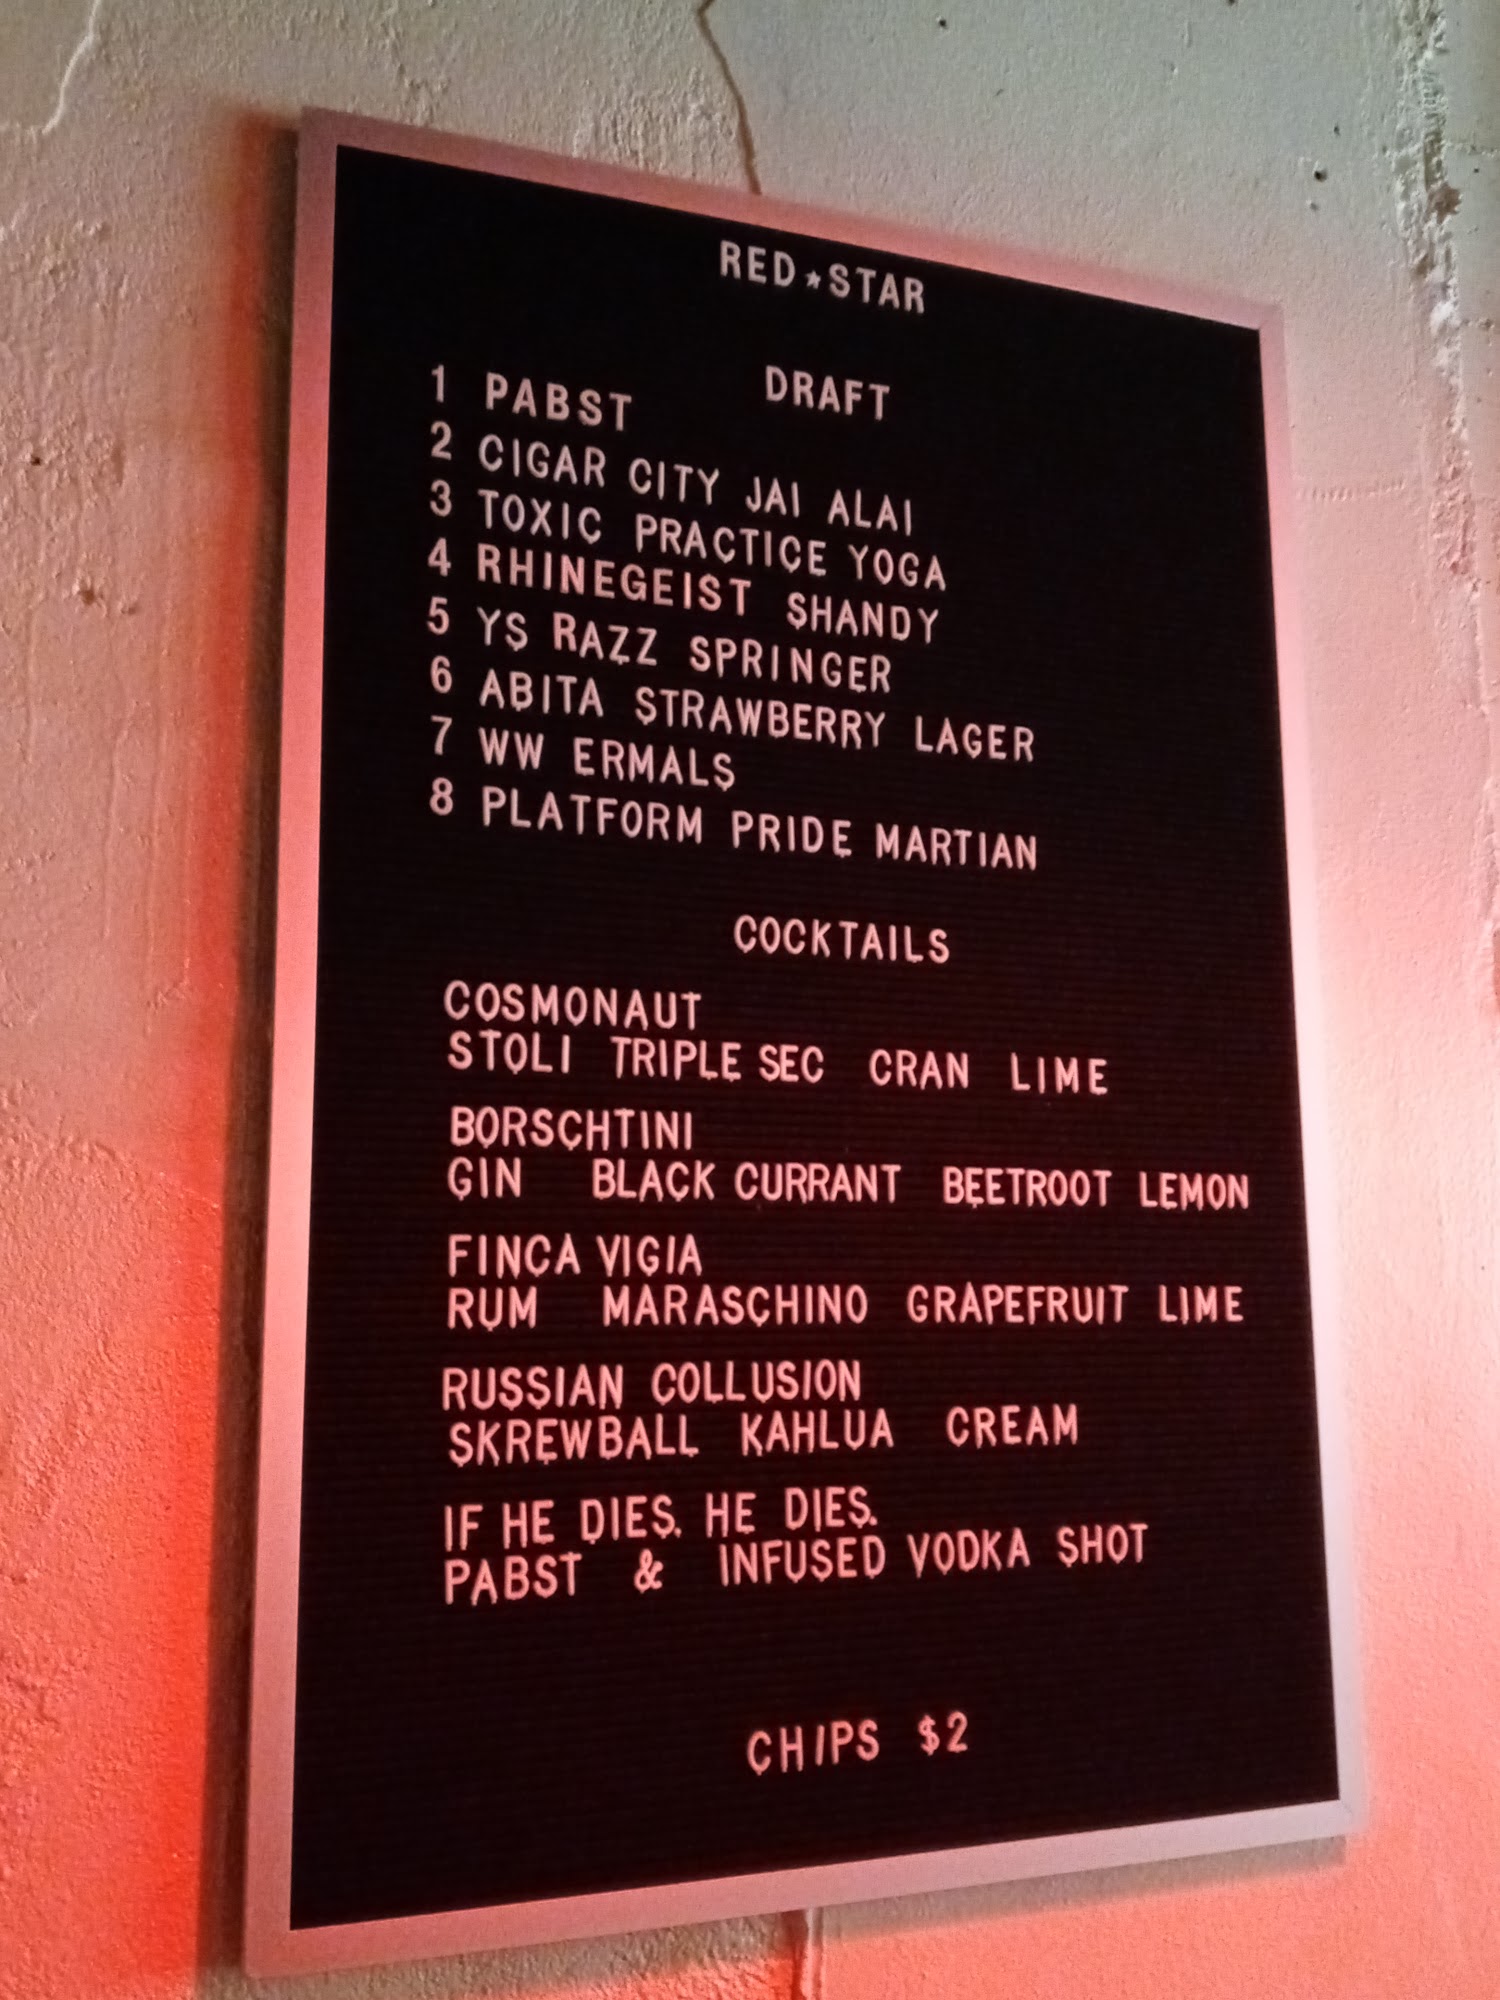 RED★STAR
DRAFT
1 PABST
2 CIGAR CITY JAI ALAI
3 TOXIC PRACTICE YOGA
4 RHINEGEIST SHANDY
5 YS RAZZ SPRINGER
6 ABITA STRAWBERRY LAGER
7 WW ERMALS
8 PLATFORM PRIDE MARTIAN
COCKTAILS
COSMONAUT
STOLI TRIPLE SEC CRAN LIME
BORSCHTINI
GIN BLACK CURRANT BEETROOT LEMON
FINCA VIGIA
RUM MARASCHINO GRAPEFRUIT LIME
RUSSIAN COLLUSION
SKREWBALL KAHLUA CREAM
IF HE DIES. HE DIES.
PABST & INFUSED VODKA SHOT
CHIPS $2